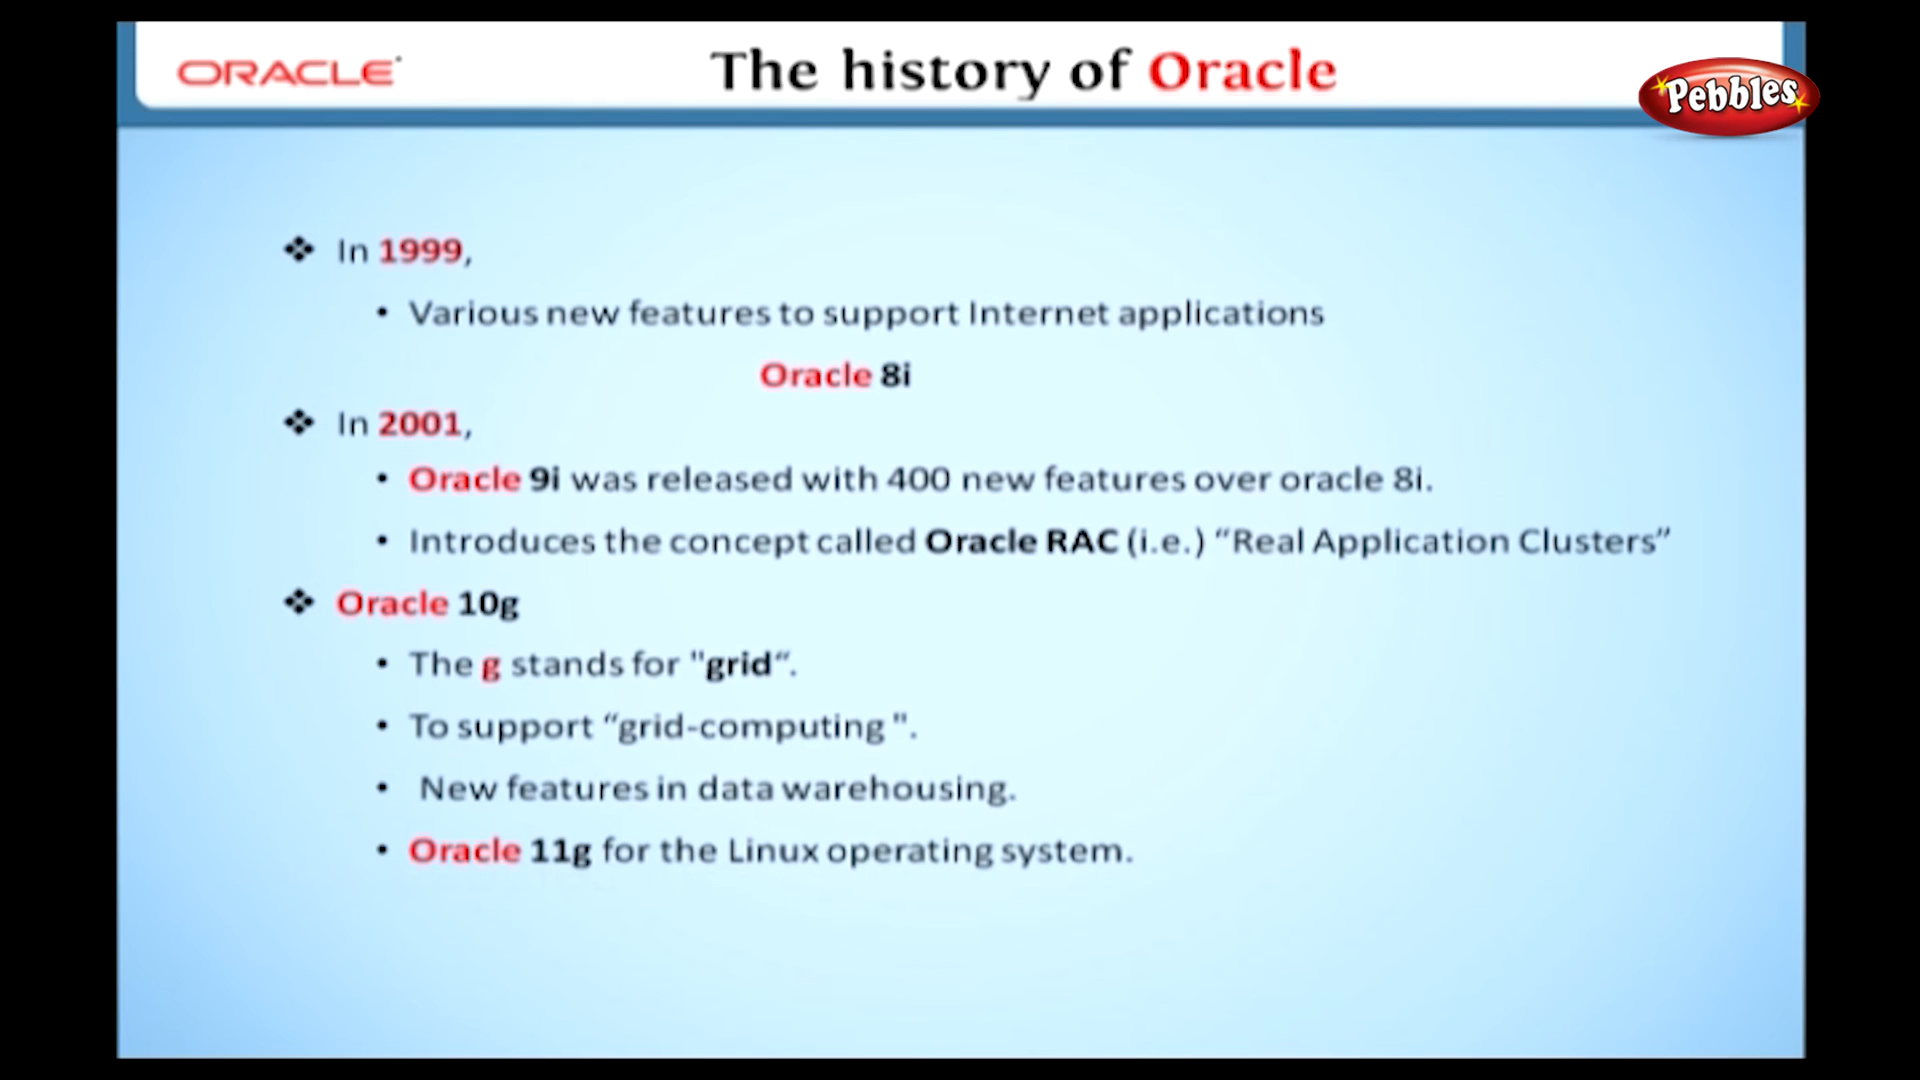 ORACLE
The history of Oracle
Pebbles
❖ In 1999,
• Various new features to support Internet applications
Oracle 8i
❖ In 2001,
• Oracle 9i was released with 400 new features over oracle 8i.
• Introduces the concept called Oracle RAC (i.e.) “Real Application Clusters”
❖ Oracle 10g
• The g stands for "grid“.
• To support “grid-computing ".
• New features in data warehousing.
• Oracle 11g for the Linux operating system.